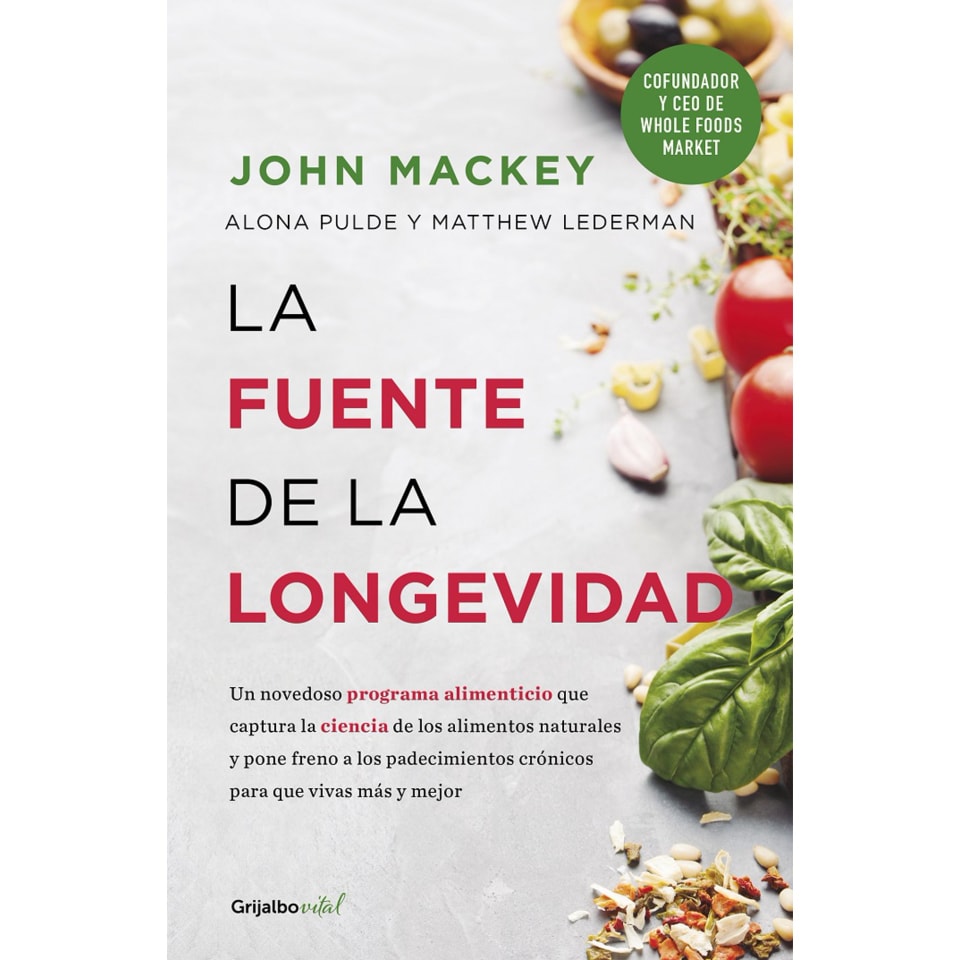 COFUNDADOR
Y CEO DE
WHOLE FOODS
MARKET
JOHN MACKEY
ALONA PULDE Y MATTHEW LEDERMAN
LA
FUENTE
DE LA
LONGEVIDAD
Un novedoso programa alimenticio que
captura la ciencia de los alimentos naturales
y pone freno a los padecimientos crónicos
para que vivas más y mejor
Grijalbo vital